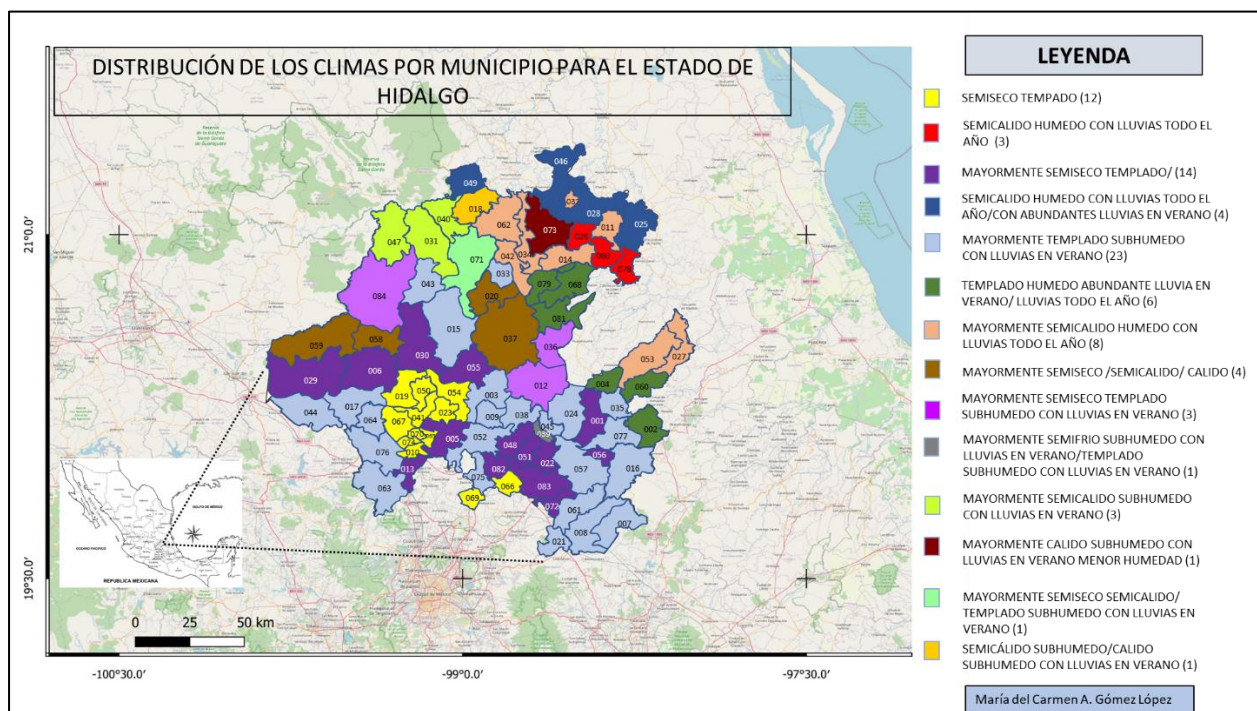 DISTRIBUCIÓN DE LOS CLIMAS POR MUNICIPIO PARA EL ESTADO DE
HIDALGO
LEYENDA
SEMISECO TEMPADO (12)
SEMICALIDO HUMEDO CON LLUVIAS TODO EL
AÑO (3)
MAYORMENTE SEMISECO TEMPLADO/ (14)
SEMICALIDO HUMEDO CON LLUVIAS TODO EL
AÑO/CON ABUNDANTES LLUVIAS EN VERANO (4)
MAYORMENTE TEMPLADO SUBHUMEDO
CON LLUVIAS EN VERANO (23)
TEMPLADO HUMEDO ABUNDANTE LLUVIA EN
VERANO/ LLUVIAS TODO EL AÑO (6)
MAYORMENTE SEMICALIDO HUMEDO CON
LLUVIAS TODO EL AÑO (8)
MAYORMENTE SEMISECO /SEMICALIDO/ CALIDO (4)
MAYORMENTE SEMISECO TEMPLADO
SUBHUMEDO CON LLUVIAS EN VERANO (3)
MAYORMENTE SEMIFRIO SUBHUMEDO CON
LLUVIAS EN VERANO/TEMPLADO
SUBHUMEDO CON LLUVIAS EN VERANO (1)
MAYORMENTE SEMICALIDO SUBHUMEDO
CON LLUVIAS EN VERANO (3)
MAYORMENTE CALIDO SUBHUMEDO CON
LLUVIAS EN VERANO MENOR HUMEDAD (1)
MAYORMENTE SEMISECO SEMICALIDO/
TEMPLADO SUBHUMEDO CON LLUVIAS EN
VERANO (1)
SEMICÁLIDO SUBHUMEDO/CALIDO
SUBHUMEDO CON LLUVIAS EN VERANO (1)
María del Carmen A. Gómez López
21°0.0'
19°30.0'
-100°30.0'
-99°0.0'
-97°30.0'
0 25 50 km
GOLFO DE MÉXICO
OCEANO PACIFICO
REPUBLICA MEXICANA
046
049
018
040
028
011
025
047
031
062
073
026
080
078
042
034
014
071
033
043
020
079
068
084
081
015
037
036
059
058
030
053
027
029
006
055
012
004
060
019
050
054
003
044
017
064
067
041
023
009
038
024
001
035
002
045
077
005
052
048
051
022
056
076
010
013
082
057
016
063
075
066
083
069
072
061
007
021
008